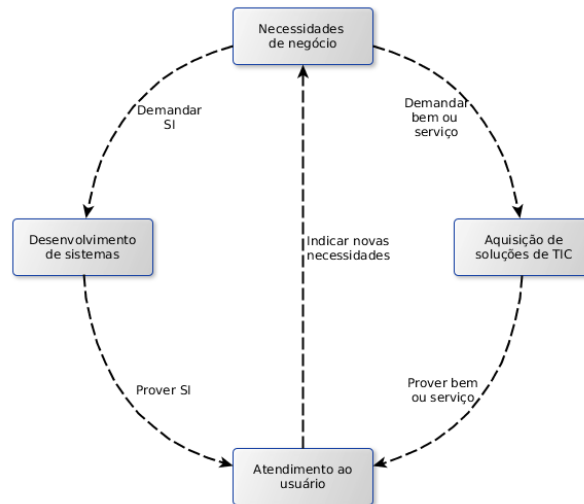 Necessidades
de negócio
Demandar
SI
Demandar
bem ou
serviço
Desenvolvimento
de sistemas
Indicar novas
necessidades
Aquisição de
soluções de TIC
Prover SI
Prover bem
ou serviço
Atendimento ao
usuário